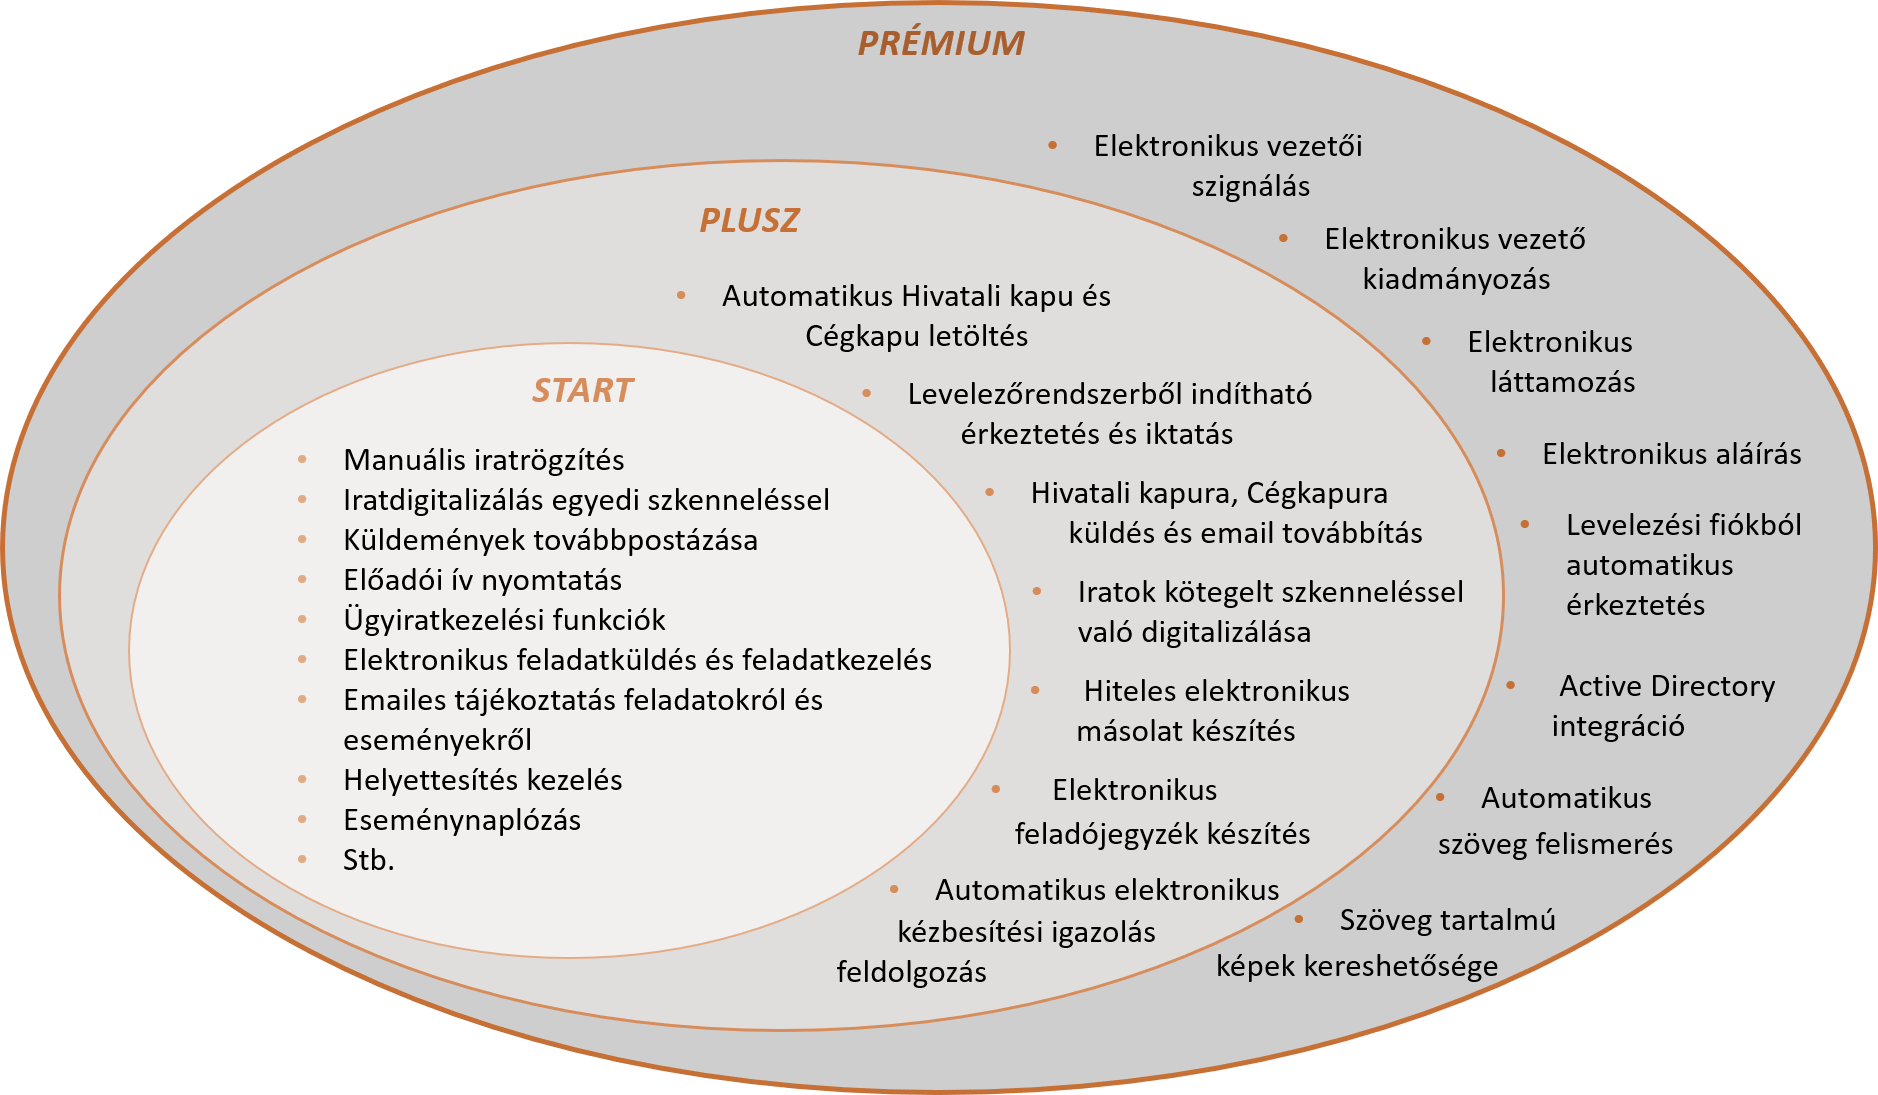 PRÉMIUM
• Elektronikus vezetői
szignálás
• Elektronikus vezető
kiadmányozás
• Elektronikus
láttamozás
• Elektronikus aláírás
• Levelezési fiókból
automatikus
érkeztetés
• Active Directory
integráció
• Automatikus
szöveg felismerés
• Szöveg tartalmú
képek kereshetősége
PLUSZ
• Automatikus Hivatali kapu és
Cégkapu letöltés
• Levelezőrendszerből indítható
érkeztetés és iktatás
• Hivatali kapura, Cégkapura
küldés és email továbbítás
• Iratok kötegelt szkenneléssel
való digitalizálása
• Hiteles elektronikus
másolat készítés
• Elektronikus
feladójegyzék készítés
• Automatikus elektronikus
kézbesítési igazolás
feldolgozás
START
• Manuális iratrögzítés
• Iratdigitalizálás egyedi szkenneléssel
• Küldemények továbbpostázása
• Előadói ív nyomtatás
• Ügyiratkezelési funkciók
• Elektronikus feladatküldés és feladatkezelés
• Emailes tájékoztatás feladatokról és
eseményekről
• Helyettesítés kezelés
• Eseménynaplózás
• Stb.